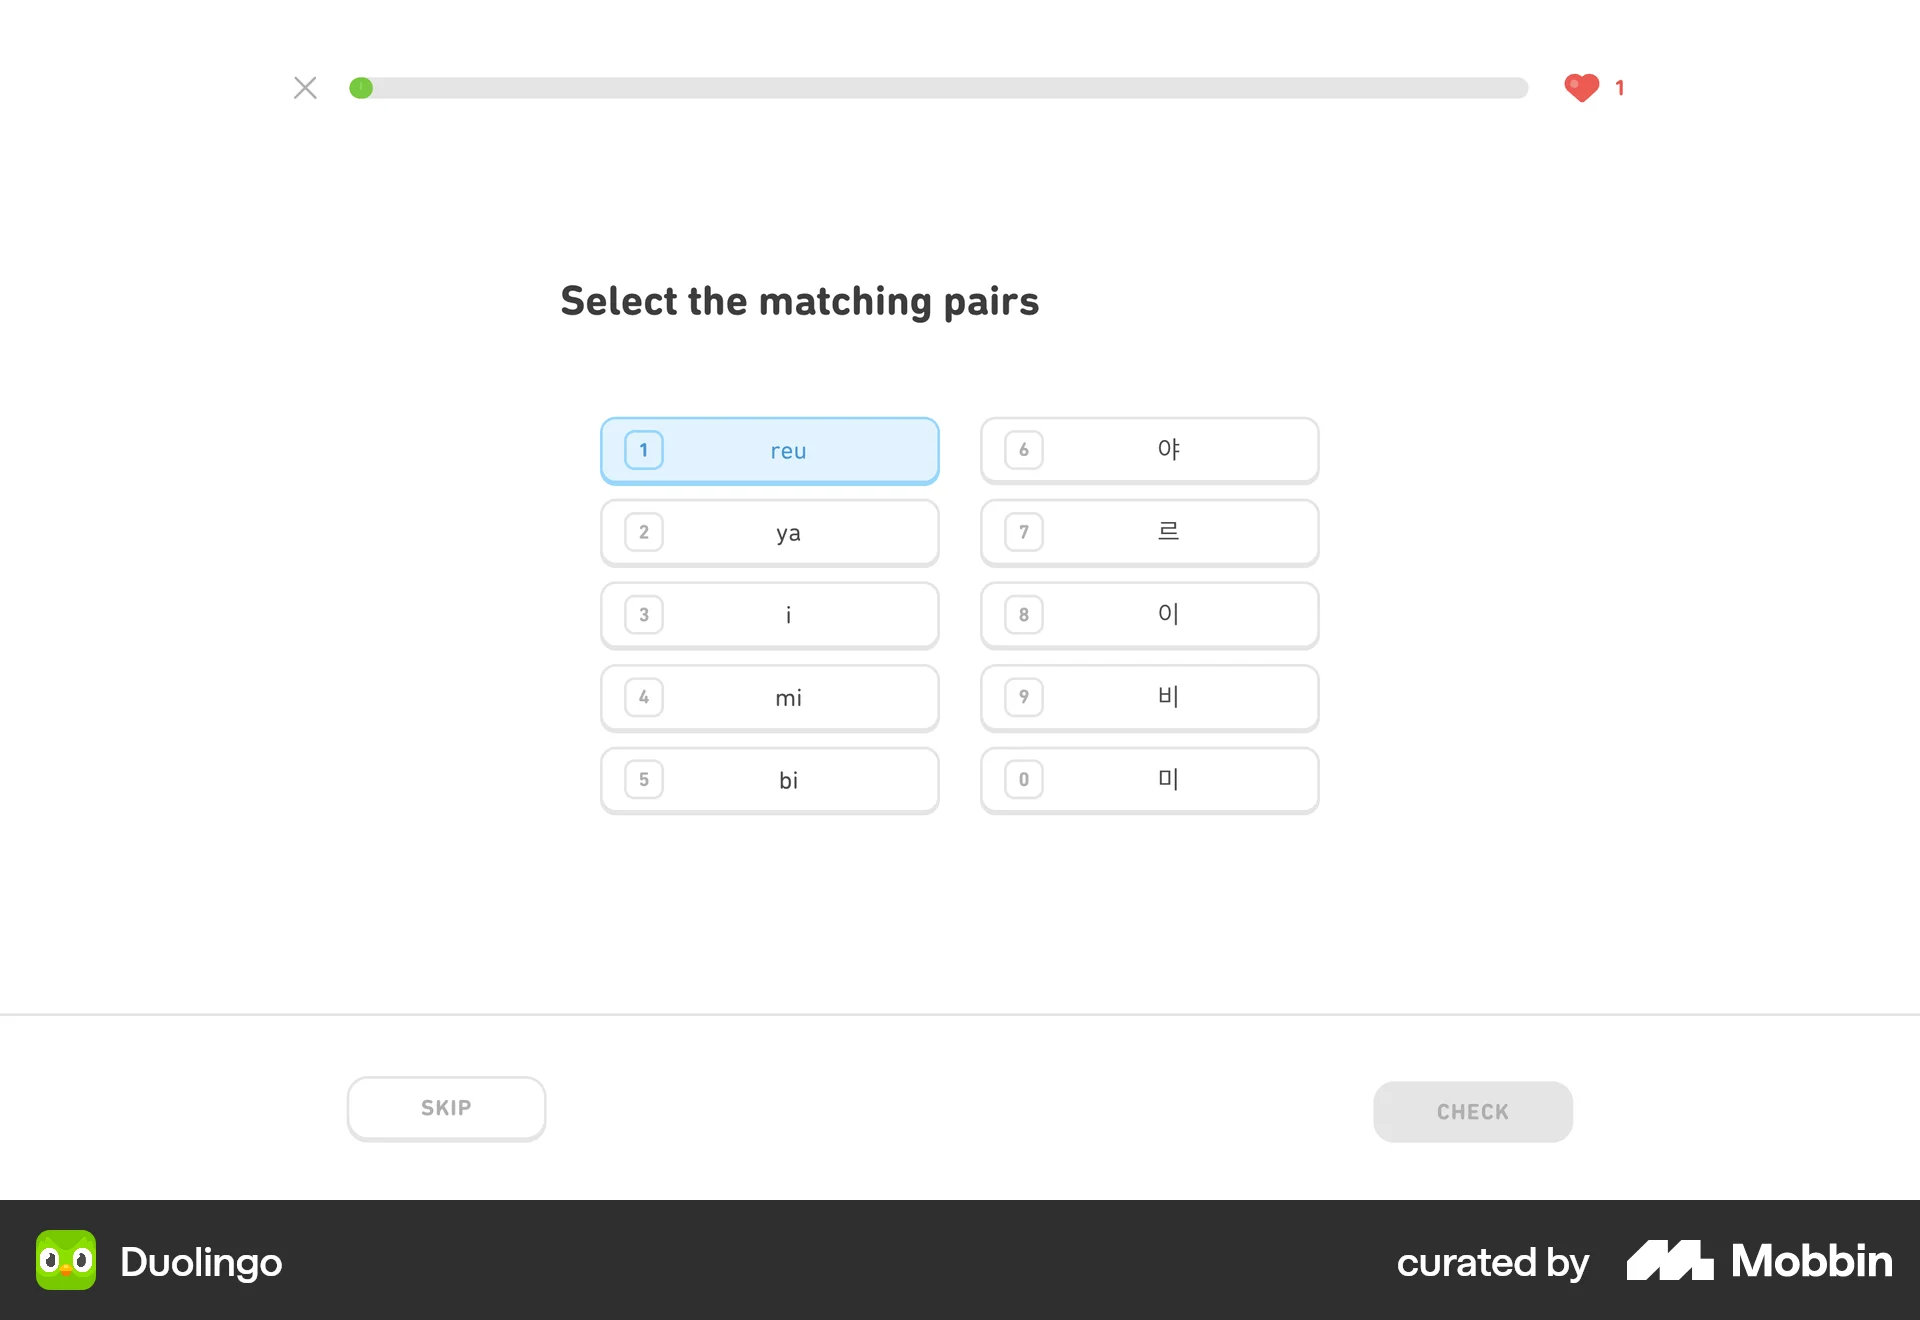 1
Select the matching pairs
1 reu
6 야
2 ya
7 르
3 i
8 이
4 mi
9 비
5 bi
0 미
SKIP
CHECK
Duolingo
curated by Mobbin